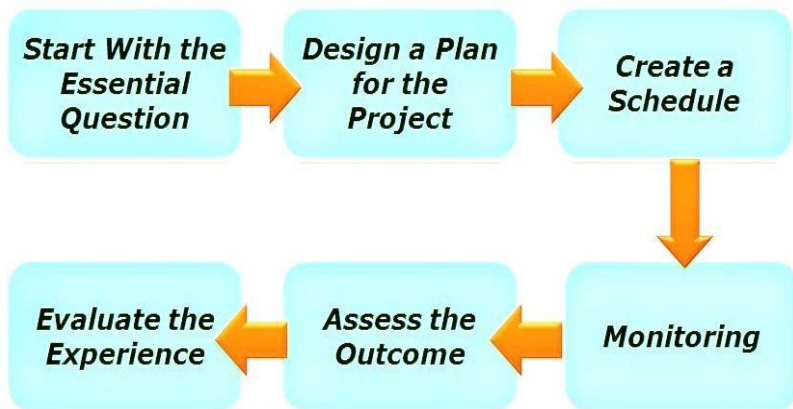 Start With the
Essential
Question
Design a Plan
for the
Project
Create a
Schedule
Monitoring
Assess the
Outcome
Evaluate the
Experience